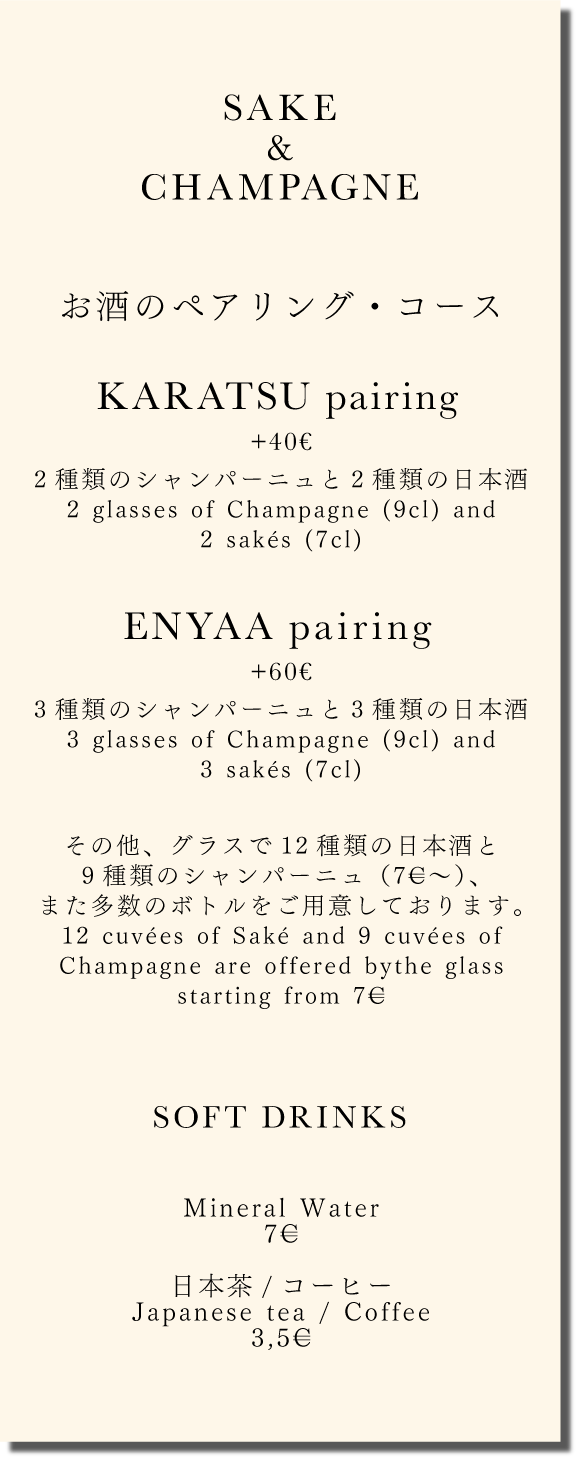 SAKE
&
CHAMPAGNE
お酒のペアリング・コース
KARATSU pairing
+40€
2種類のシャンパーニュと2種類の日本酒
2 glasses of Champagne (9cl) and
2 sakés (7cl)
ENYAA pairing
+60€
3種類のシャンパーニュと3種類の日本酒
3 glasses of Champagne (9cl) and
3 sakés (7cl)
その他、グラスで12種類の日本酒と
9種類のシャンパーニュ（7€〜）、
また多数のボトルをご用意しております。
12 cuvées of Saké and 9 cuvées of
Champagne are offered bythe glass
starting from 7€
SOFT DRINKS
Mineral Water
7€
日本茶 / コーヒー
Japanese tea / Coffee
3,5€